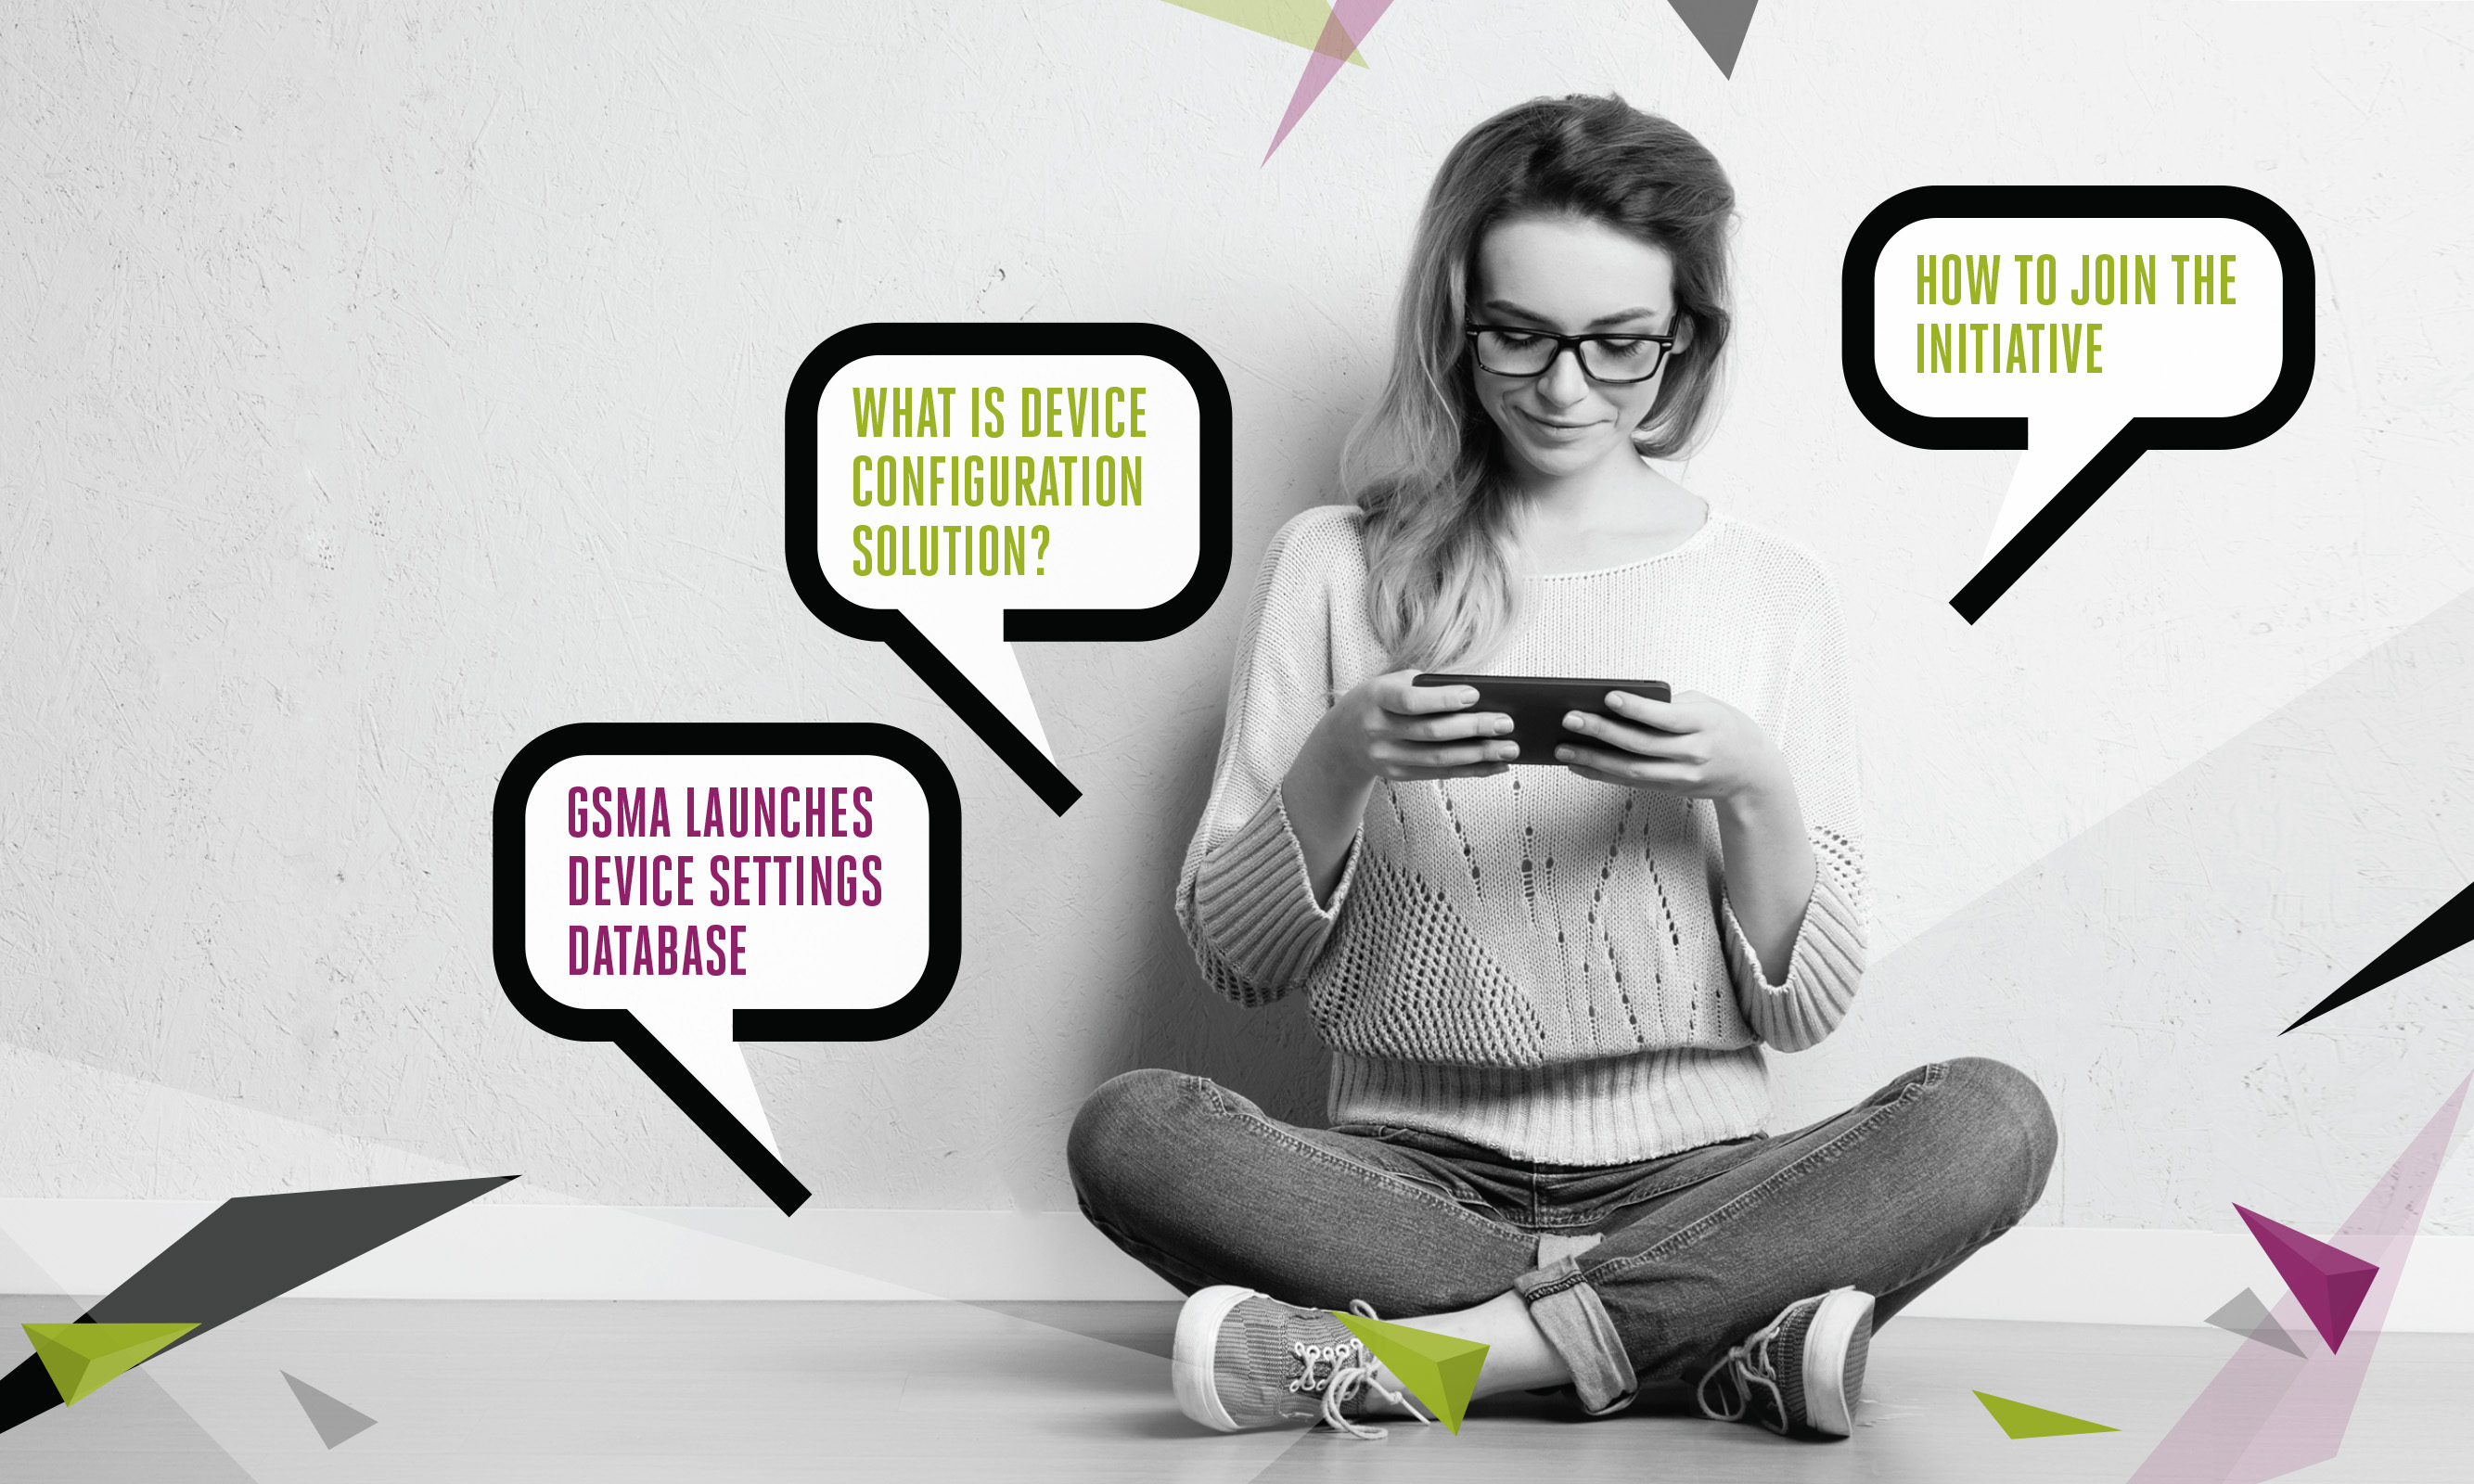 WHAT IS DEVICE
CONFIGURATION
SOLUTION?
GSMA LAUNCHES
DEVICE SETTINGS
DATABASE
HOW TO JOIN THE
INITIATIVE